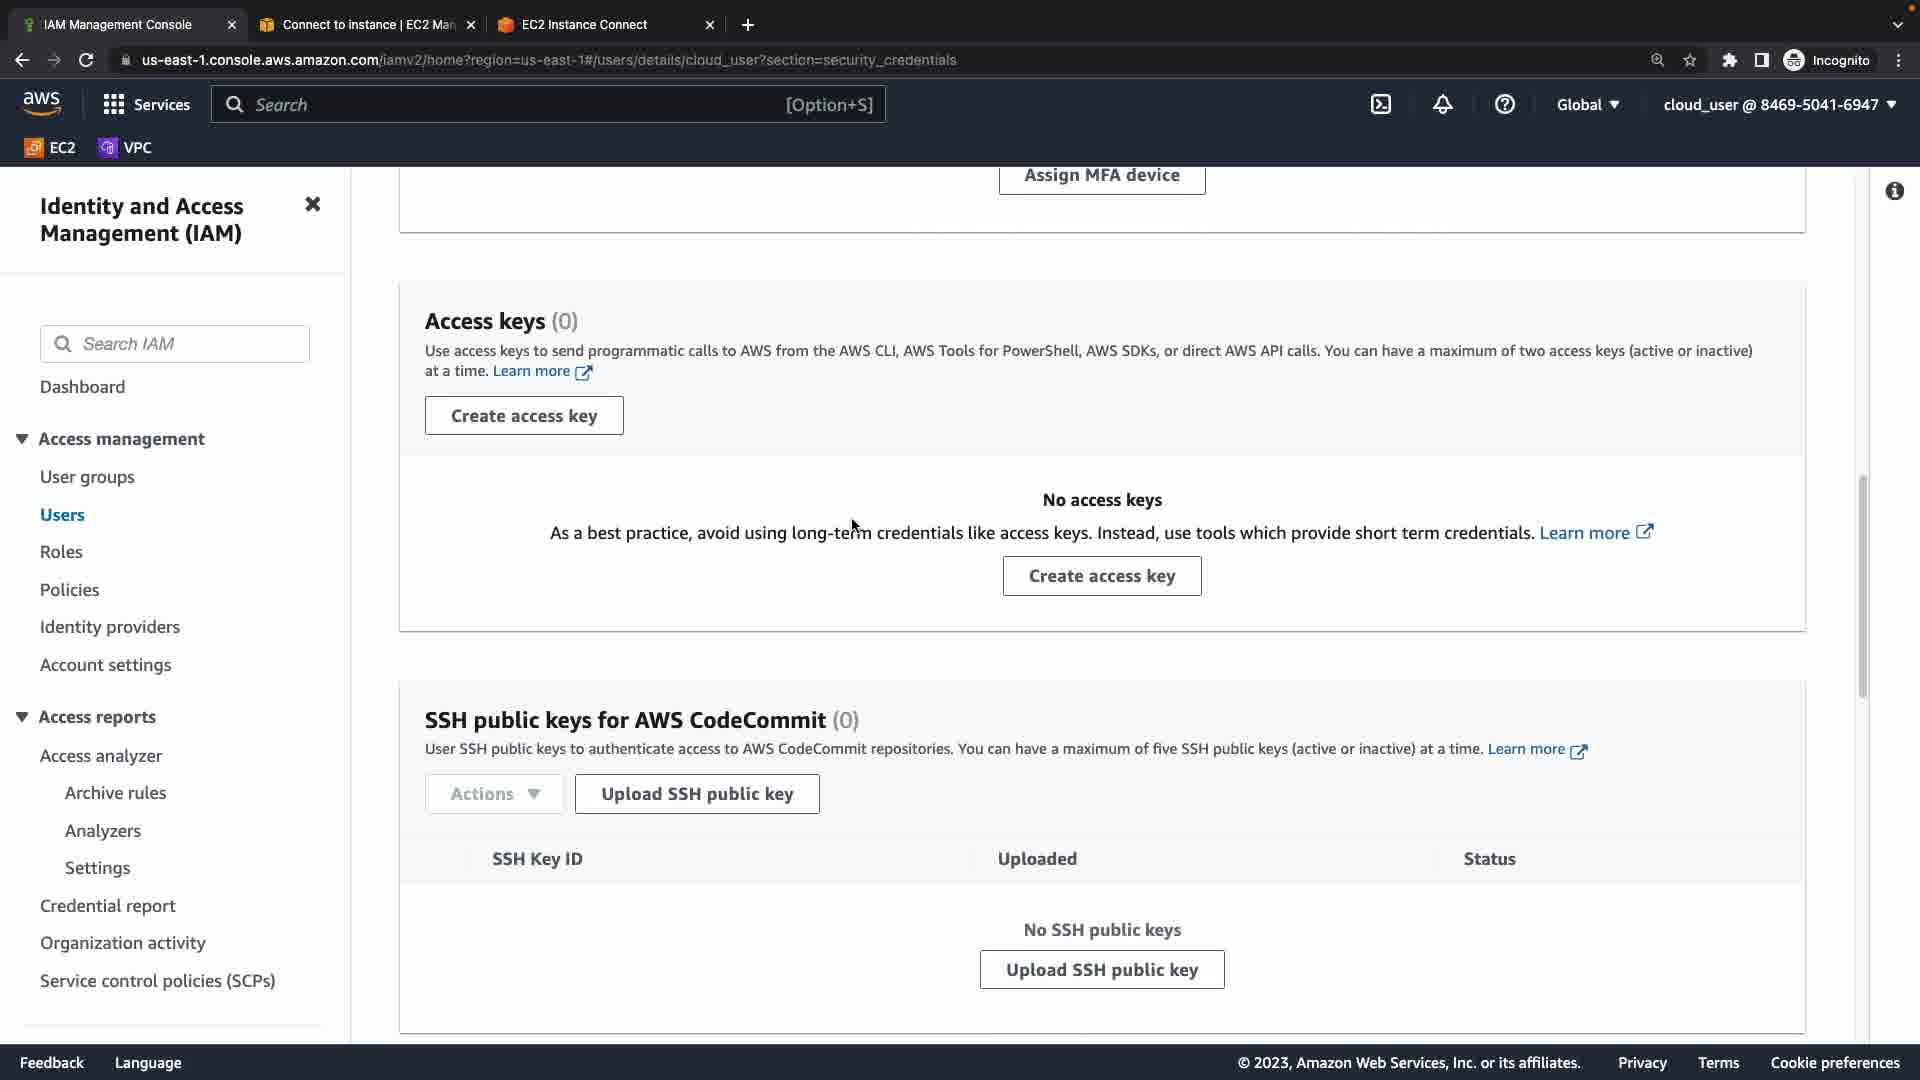 IAM Management Console
Connect to instance | EC2 Man
EC2 Instance Connect
us-east-1.console.aws.amazon.com/iamv2/home?region=us-east-1#/users/details/cloud_user?section=security_credentials
Incognito
aws
Services
Search
[Option+S]
Global
cloud_user @ 8469-5041-6947
EC2
VPC
Identity and Access
Management (IAM)
Search IAM
Dashboard
Access management
User groups
Users
Roles
Policies
Identity providers
Account settings
Access reports
Access analyzer
Archive rules
Analyzers
Settings
Credential report
Organization activity
Service control policies (SCPs)
Assign MFA device
Access keys (0)
Use access keys to send programmatic calls to AWS from the AWS CLI, AWS Tools for PowerShell, AWS SDKs, or direct AWS API calls. You can have a maximum of two access keys (active or inactive)
at a time. Learn more
Create access key
No access keys
As a best practice, avoid using long-term credentials like access keys. Instead, use tools which provide short term credentials. Learn more
Create access key
SSH public keys for AWS CodeCommit (0)
User SSH public keys to authenticate access to AWS CodeCommit repositories. You can have a maximum of five SSH public keys (active or inactive) at a time. Learn more
Actions
Upload SSH public key
SSH Key ID
Uploaded
Status
No SSH public keys
Upload SSH public key
Feedback
Language
© 2023, Amazon Web Services, Inc. or its affiliates.
Privacy
Terms
Cookie preferences